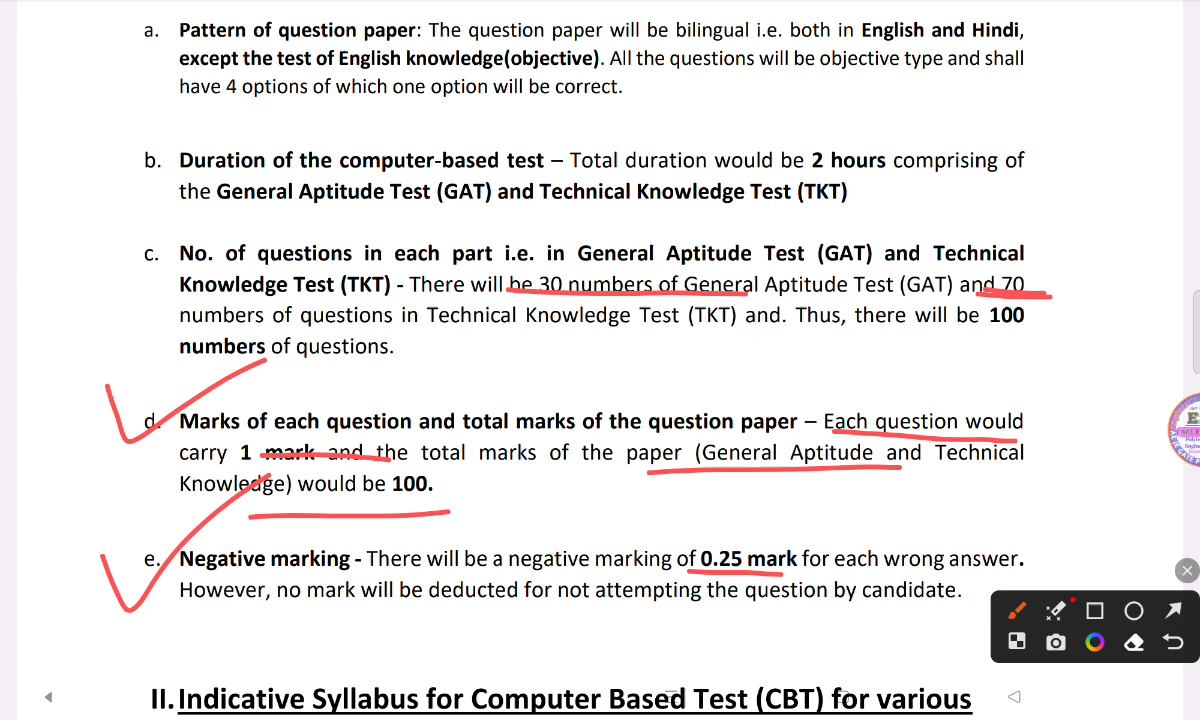 a. Pattern of question paper: The question paper will be bilingual i.e. both in English and Hindi,
except the test of English knowledge(objective). All the questions will be objective type and shall
have 4 options of which one option will be correct.
b. Duration of the computer-based test – Total duration would be 2 hours comprising of
the General Aptitude Test (GAT) and Technical Knowledge Test (TKT)
c. No. of questions in each part i.e. in General Aptitude Test (GAT) and Technical
Knowledge Test (TKT) - There will be 30 numbers of General Aptitude Test (GAT) and 70
numbers of questions in Technical Knowledge Test (TKT) and. Thus, there will be 100
numbers of questions.
d. Marks of each question and total marks of the question paper – Each question would
carry 1 mark and the total marks of the paper (General Aptitude and Technical
Knowledge) would be 100.
e. Negative marking - There will be a negative marking of 0.25 mark for each wrong answer.
However, no mark will be deducted for not attempting the question by candidate.
II. Indicative Syllabus for Computer Based Test (CBT) for various